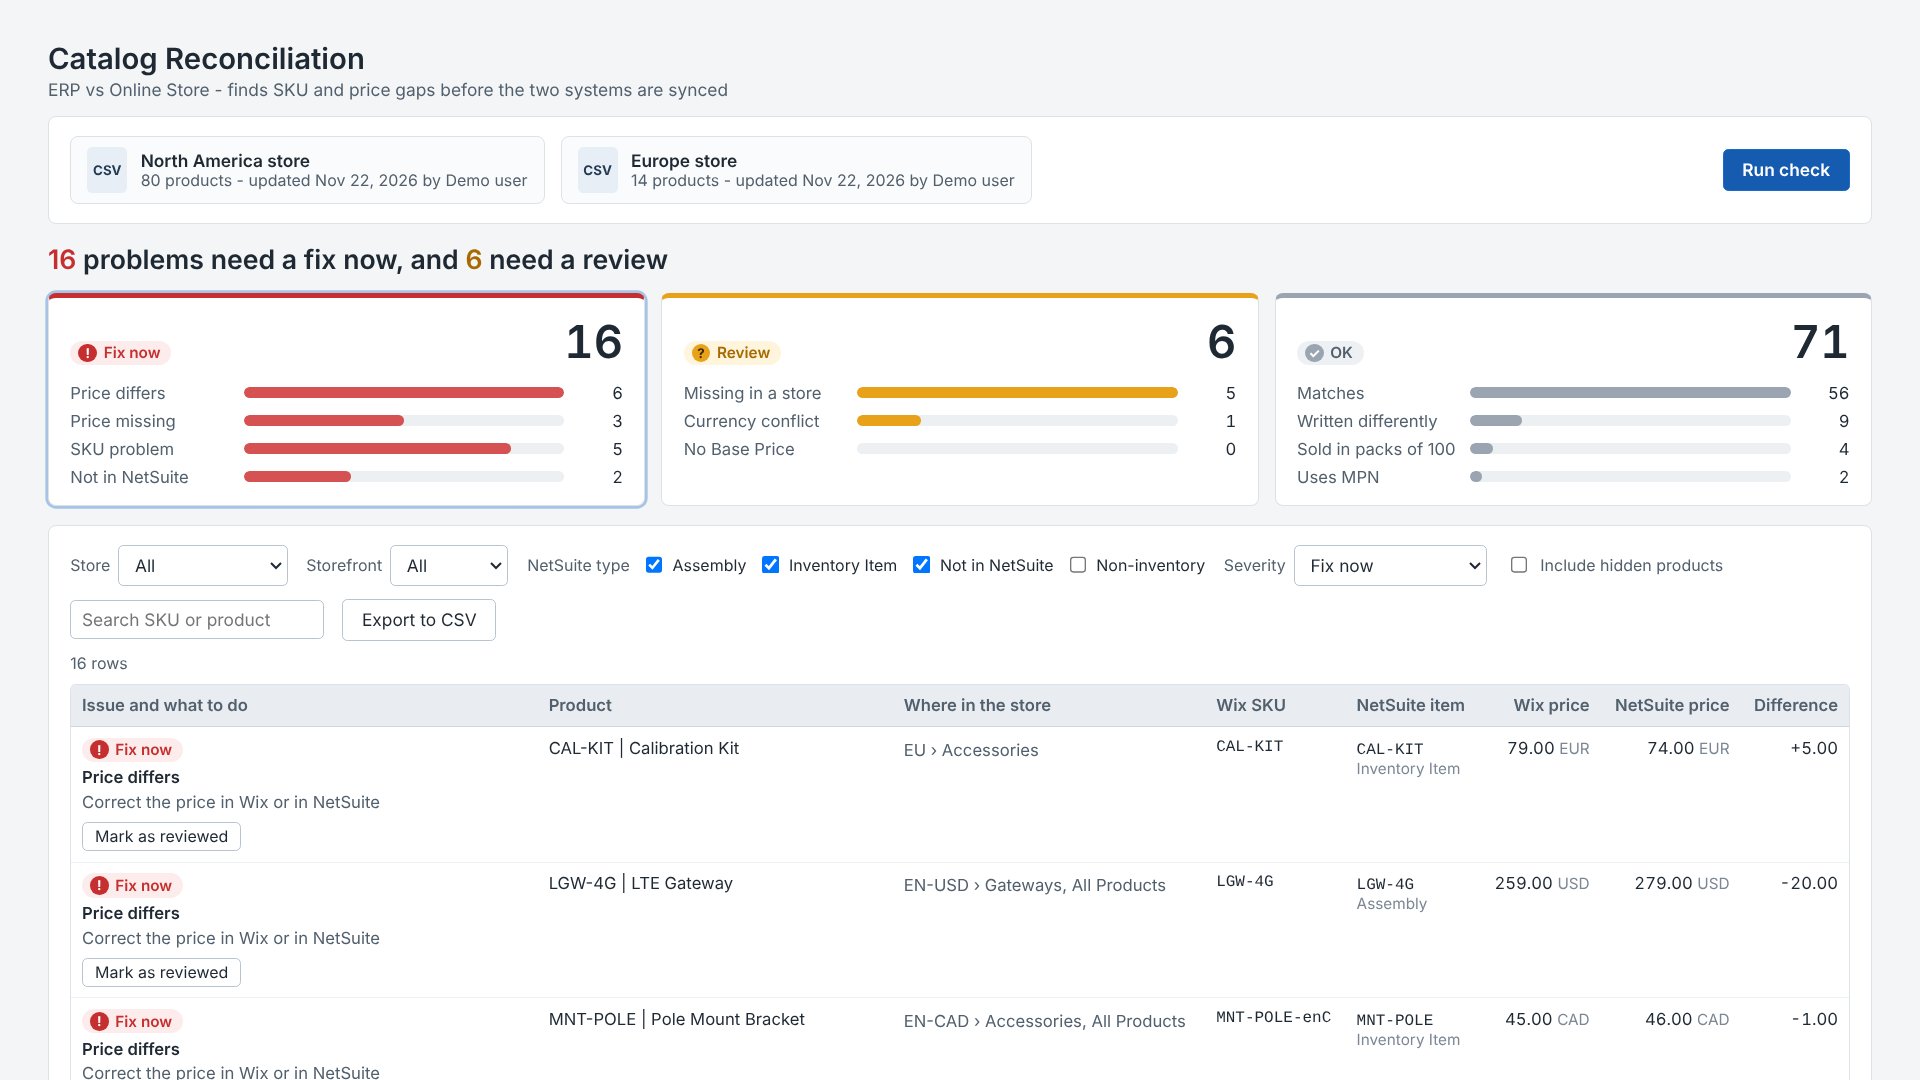 Catalog Reconciliation
ERP vs Online Store - finds SKU and price gaps before the two systems are synced
CSV
North America store
80 products - updated Nov 22, 2026 by Demo user
CSV
Europe store
14 products - updated Nov 22, 2026 by Demo user
Run check
16 problems need a fix now, and 6 need a review
! Fix now
16
Price differs 6
Price missing 3
SKU problem 5
Not in NetSuite 2
? Review
6
Missing in a store 5
Currency conflict 1
No Base Price 0
OK
71
Matches 56
Written differently 9
Sold in packs of 100 4
Uses MPN 2
Store All Storefront All NetSuite type Assembly Inventory Item Not in NetSuite Non-inventory Severity Fix now Include hidden products
Search SKU or product Export to CSV
16 rows
Issue and what to do Product Where in the store Wix SKU NetSuite item Wix price NetSuite price Difference
! Fix now CAL-KIT | Calibration Kit EU › Accessories CAL-KIT CAL-KIT 79.00 EUR 74.00 EUR +5.00
Inventory Item
Price differs
Correct the price in Wix or in NetSuite
Mark as reviewed
! Fix now LGW-4G | LTE Gateway EN-USD › Gateways, All Products LGW-4G LGW-4G 259.00 USD 279.00 USD -20.00
Assembly
Price differs
Correct the price in Wix or in NetSuite
Mark as reviewed
! Fix now MNT-POLE | Pole Mount Bracket EN-CAD › Accessories, All Products MNT-POLE-enC MNT-POLE 45.00 CAD 46.00 CAD -1.00
Inventory Item
Price differs
Correct the price in Wix or in NetSuite